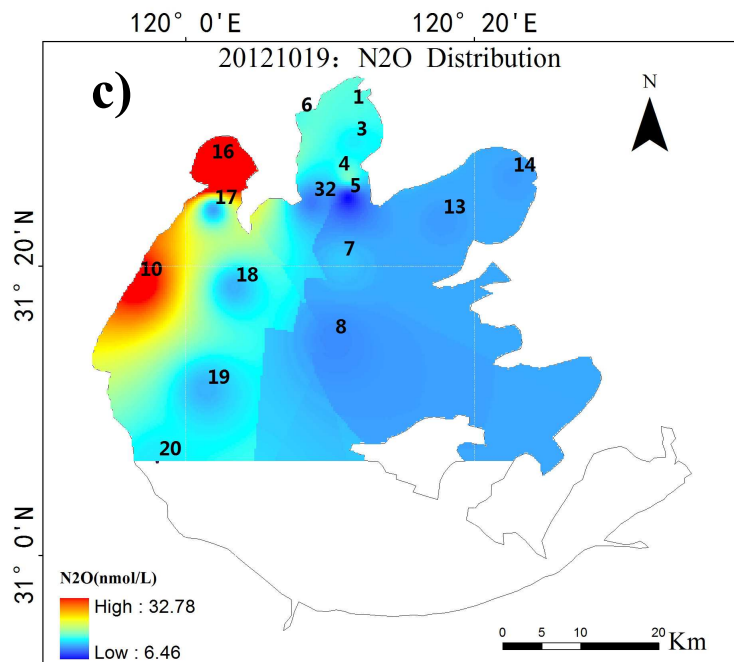 120° 0'E 120° 20'E
20121019: N2O Distribution
c)
N
6 1
3
16
4
14
32 5
17
13
7
10 18
31° 20'N
8
19
20
31° 0'N
N2O(nmol/L)
High : 32.78
Low : 6.46
0 5 10 20 Km